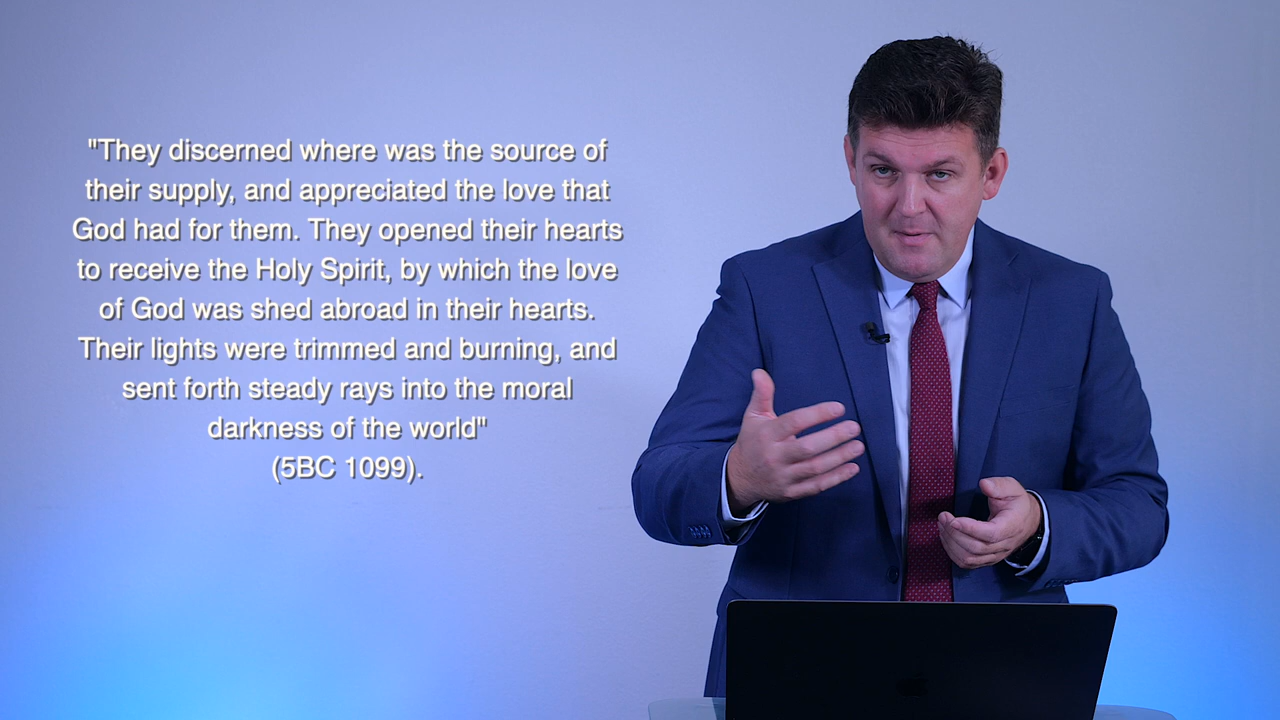 "They discerned where was the source of
their supply, and appreciated the love that
God had for them. They opened their hearts
to receive the Holy Spirit, by which the love
of God was shed abroad in their hearts.
Their lights were trimmed and burning, and
sent forth steady rays into the moral
darkness of the world"
(5BC 1099).